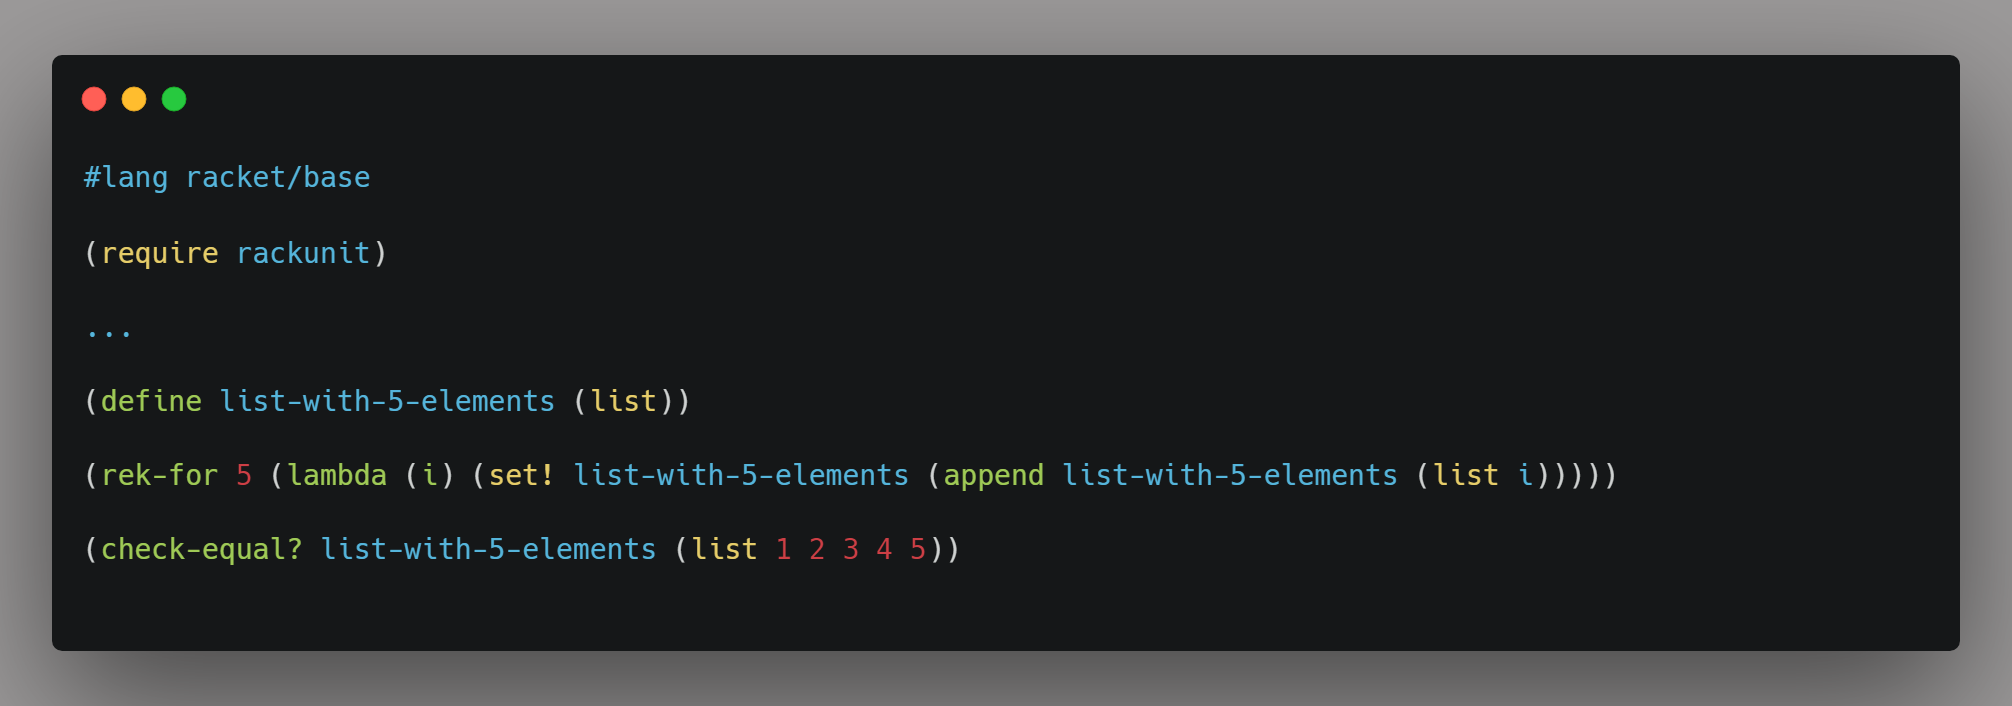 #lang racket/base
(require rackunit)
...
(define list-with-5-elements (list))
(rek-for 5 (lambda (i) (set! list-with-5-elements (append list-with-5-elements (list i)))))
(check-equal? list-with-5-elements (list 1 2 3 4 5))